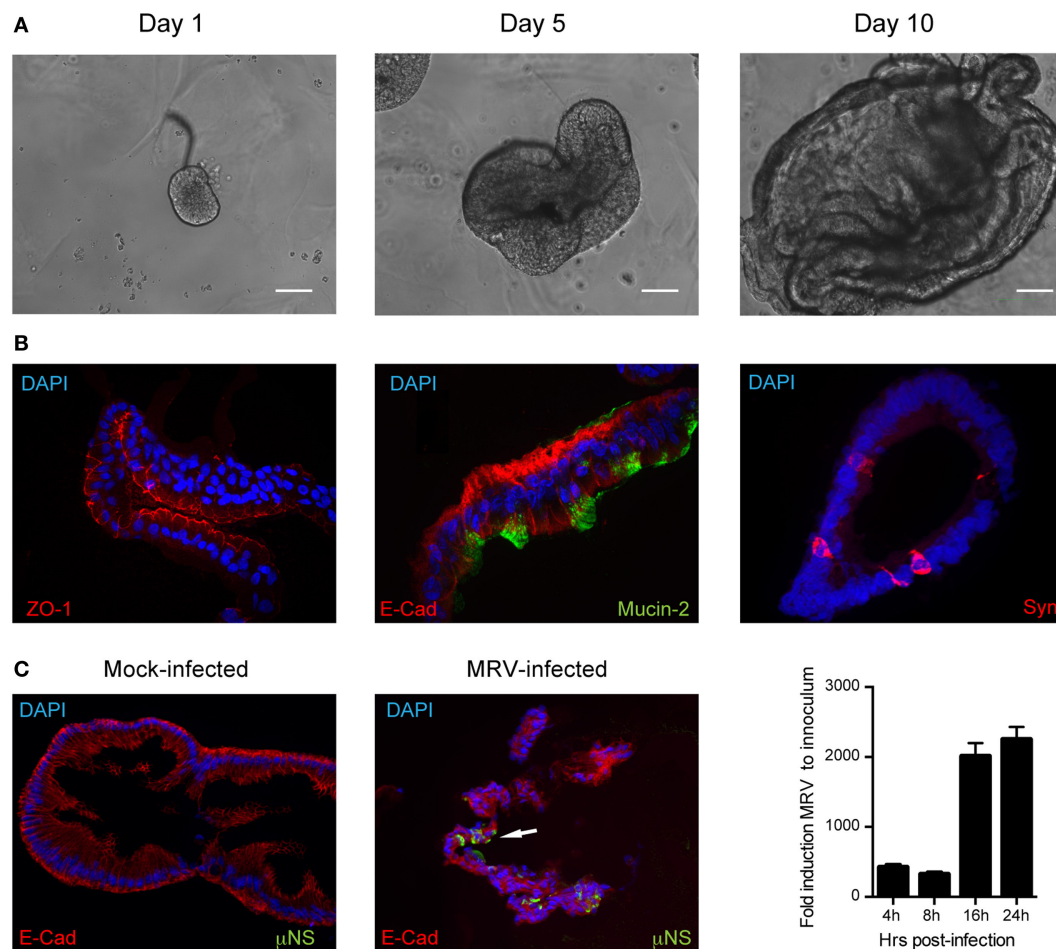 A
Day 1
Day 5
Day 10
B
DAPI
ZO-1
DAPI
E-Cad
Mucin-2
DAPI
Syn
C
Mock-infected
MRV-infected
DAPI
E-Cad
µNS
DAPI
E-Cad
µNS
Fold induction MRV to innoculum
3000
2000
1000
0
4h
8h
16h
24h
Hrs post-infection